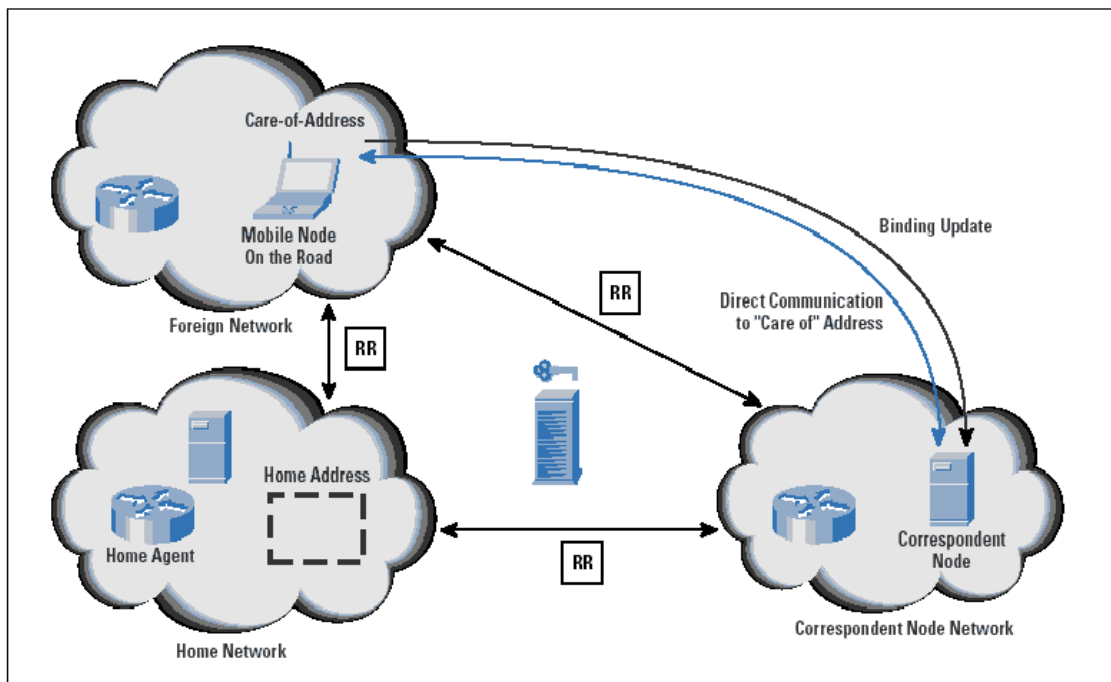 Care-of-Address
Mobile Node
On the Road
Foreign Network
Binding Update
RR
Direct Communication
to "Care of" Address
RR
Home Address
Home Agent
Home Network
RR
Correspondent
Node
Correspondent Node Network